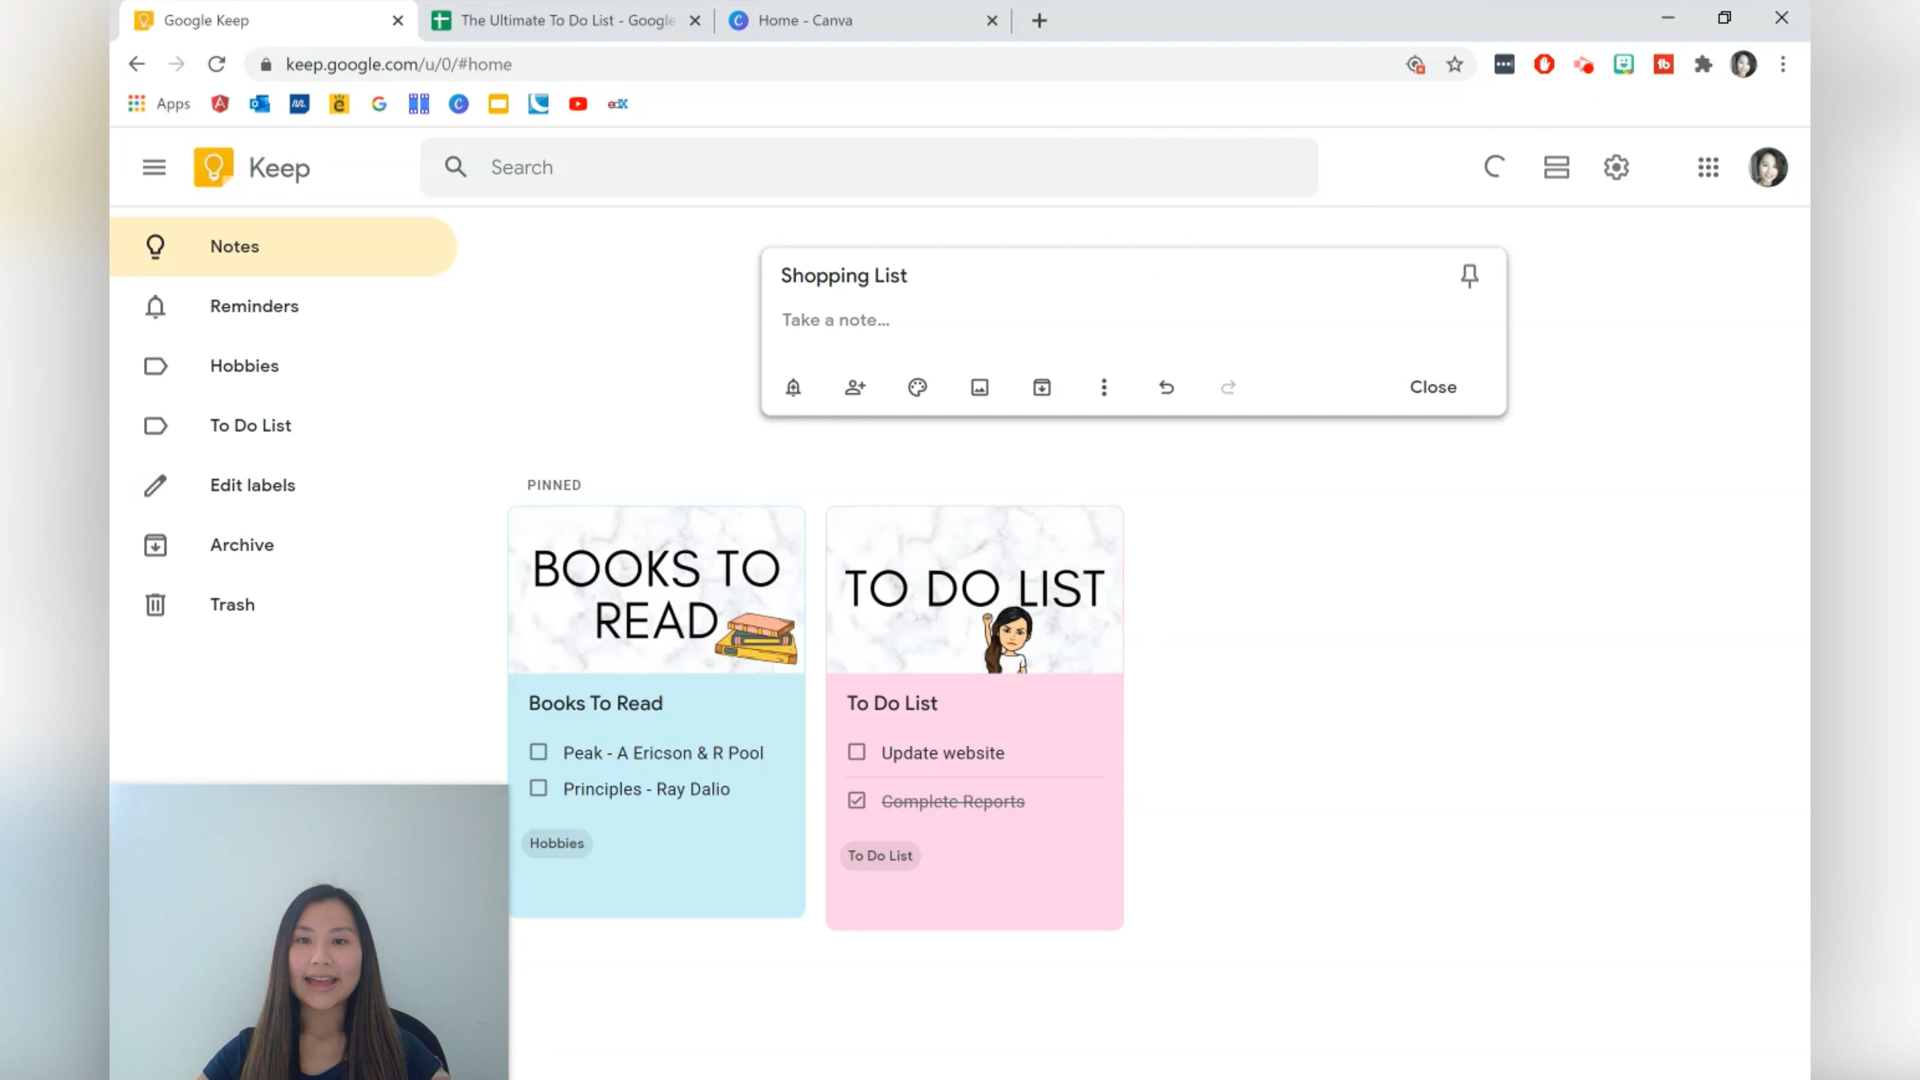 Google Keep
The Ultimate To Do List - Google
Home - Canva
keep.google.com/u/0/#home
Apps
edX
Keep
Search
Notes
Reminders
Hobbies
To Do List
Edit labels
Archive
Trash
Shopping List
Take a note...
Close
PINNED
BOOKS TO
READ
Books To Read
Peak - A Ericson & R Pool
Principles - Ray Dalio
Hobbies
TO DO LIST
To Do List
Update website
Complete Reports
To Do List